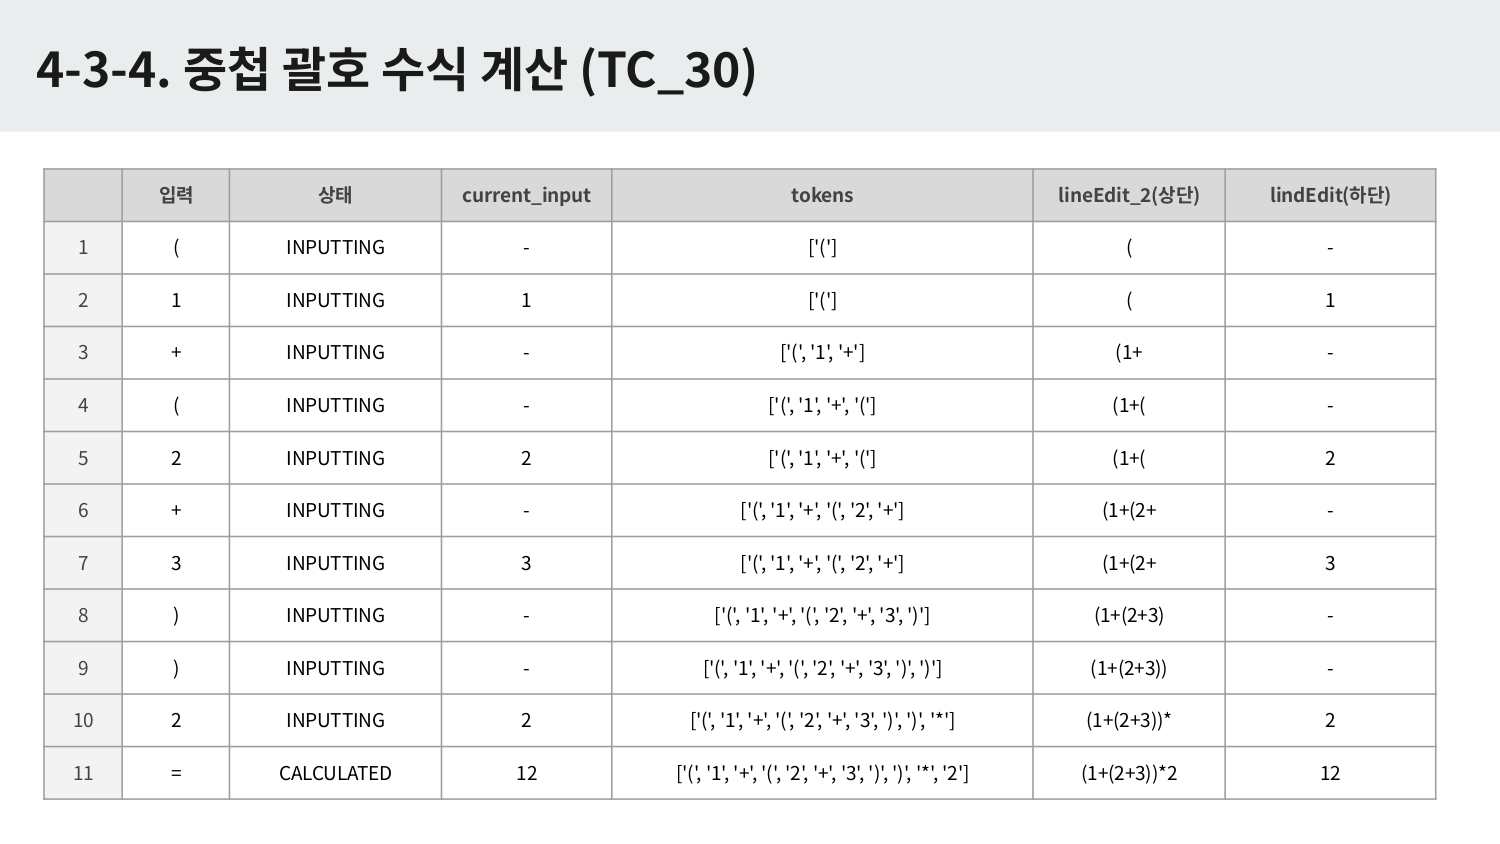 4-3-4. 중첩 괄호 수식 계산 (TC_30)
입력 상태 current_input tokens lineEdit_2(상단) lindEdit(하단)
1 ( INPUTTING - ['('] ( -
2 1 INPUTTING 1 ['('] ( 1
3 + INPUTTING - ['(', '1', '+'] (1+ -
4 ( INPUTTING - ['(', '1', '+', '('] (1+( -
5 2 INPUTTING 2 ['(', '1', '+', '('] (1+( 2
6 + INPUTTING - ['(', '1', '+', '(', '2', '+'] (1+(2+ -
7 3 INPUTTING 3 ['(', '1', '+', '(', '2', '+'] (1+(2+ 3
8 ) INPUTTING - ['(', '1', '+', '(', '2', '+', '3', ')'] (1+(2+3) -
9 ) INPUTTING - ['(', '1', '+', '(', '2', '+', '3', ')', ')'] (1+(2+3)) -
10 2 INPUTTING 2 ['(', '1', '+', '(', '2', '+', '3', ')', ')', '*'] (1+(2+3))* 2
11 = CALCULATED 12 ['(', '1', '+', '(', '2', '+', '3', ')', ')', '*', '2'] (1+(2+3))*2 12